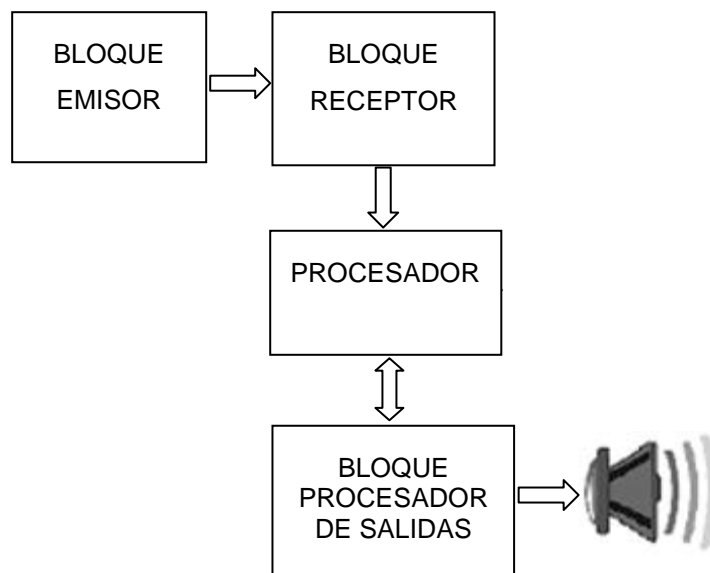 BLOQUE
EMISOR
BLOQUE
RECEPTOR
PROCESADOR
BLOQUE
PROCESADOR
DE SALIDAS